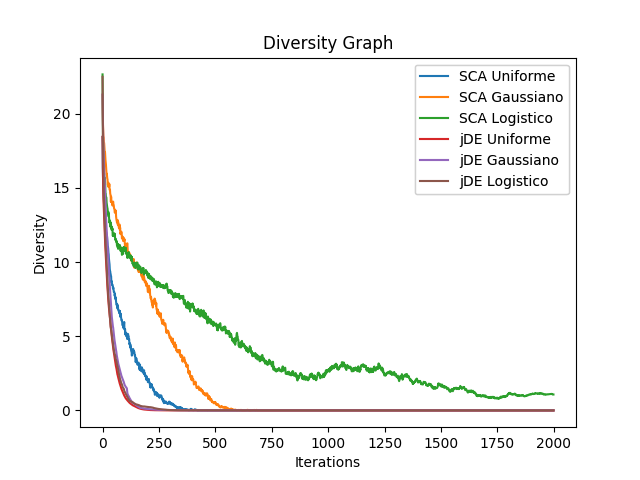 Diversity Graph
SCA Uniforme
SCA Gaussiano
SCA Logistico
jDE Uniforme
jDE Gaussiano
jDE Logistico
20
15
10
5
0
Diversity
0 250 500 750 1000 1250 1500 1750 2000
Iterations